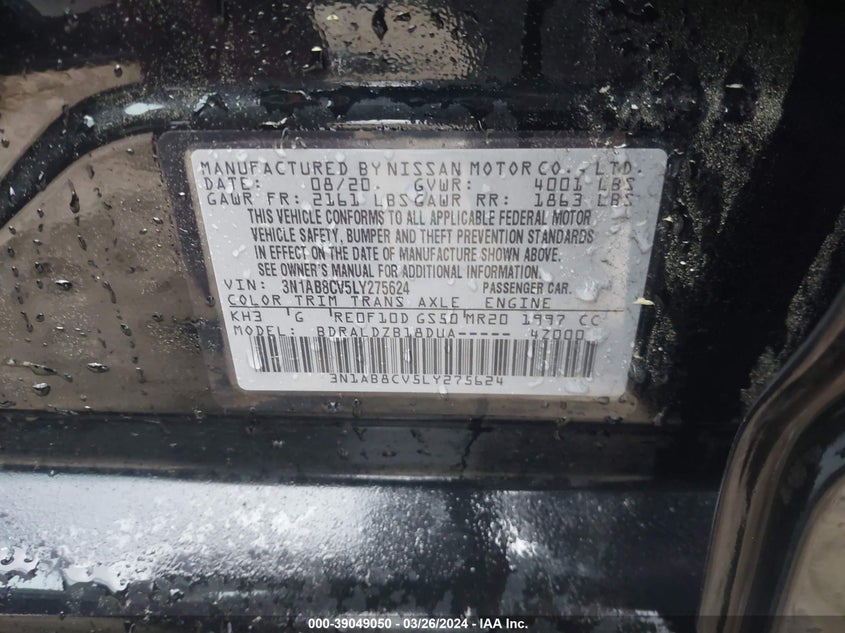 MANUFACTURED BY NISSAN MOTOR CO., LTD.
DATE: 08/20. GVWR: 4001 LBS
GAWR FR: 2161 LBS GAWR RR: 1863 LBS
THIS VEHICLE CONFORMS TO ALL APPLICABLE FEDERAL MOTOR
VEHICLE SAFETY, BUMPER AND THEFT PREVENTION STANDARDS
IN EFFECT ON THE DATE OF MANUFACTURE SHOWN ABOVE.
SEE OWNER'S MANUAL FOR ADDITIONAL INFORMATION.
VIN: 3N1AB8CV5LY275624 PASSENGER CAR.
COLOR TRIM TRANS AXLE ENGINE
KH3 G RE0F10D GS50 MR20 1997 CC
MODEL: BDRALDZB18DUA----- 4Z000
3N1AB8CV5LY275624
000-39049050 - 03/26/2024 - IAA Inc.